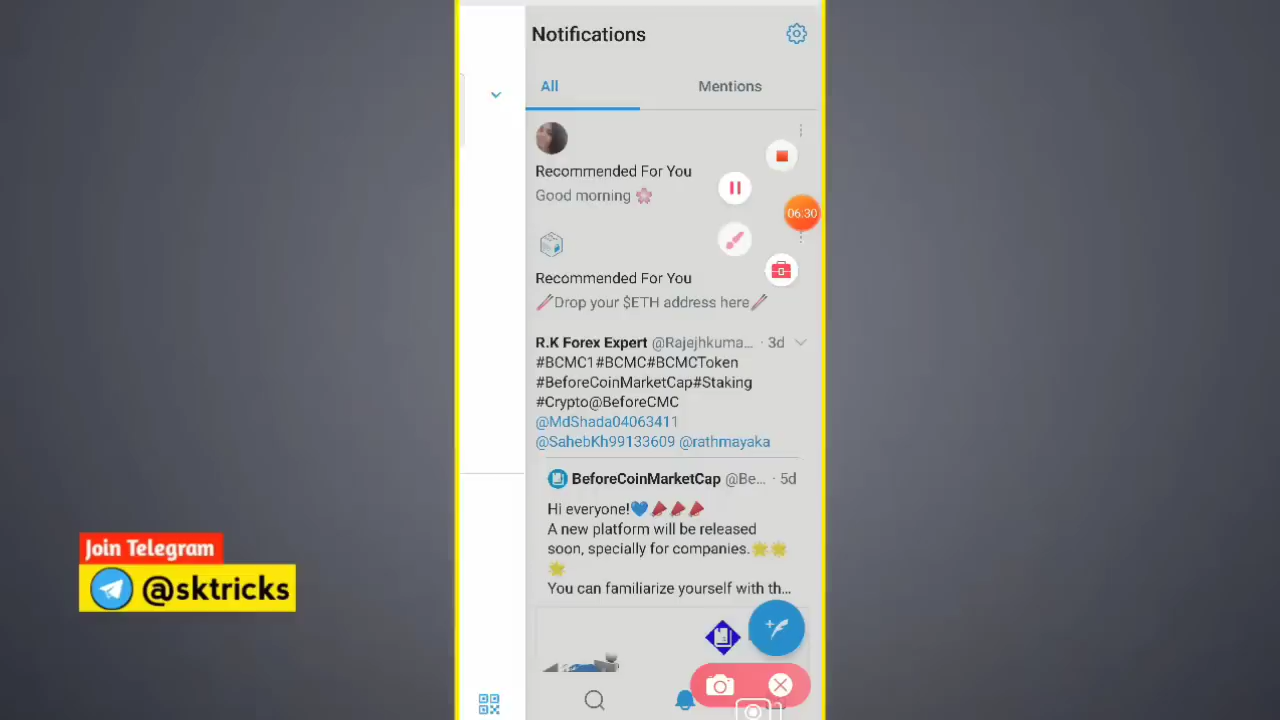 Notifications
All
Mentions
Recommended For You
Good morning 🌸
06:30
Recommended For You
🥢Drop your $ETH address here🥢
R.K Forex Expert @Rajejhkuma... · 3d
#BCMC1#BCMC#BCMCToken
#BeforeCoinMarketCap#Staking
#Crypto@BeforeCMC
@MdShada04063411
@SahebKh99133609 @rathmayaka
BeforeCoinMarketCap @Be... · 5d
Hi everyone!💙📣📣📣
A new platform will be released
soon, specially for companies.🌟🌟
🌟
You can familiarize yourself with th...
Join Telegram
@sktricks